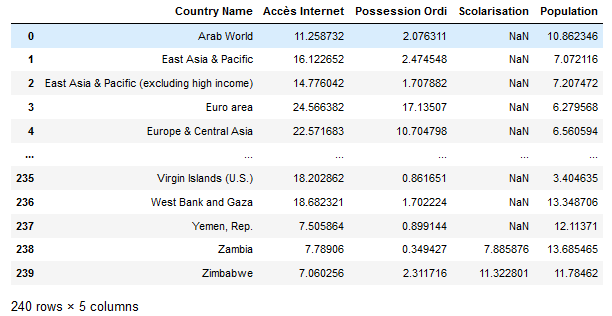 Country Name Accès Internet Possession Ordi Scolarisation Population
0 Arab World 11.258732 2.076311 NaN 10.862346
1 East Asia & Pacific 16.122652 2.474548 NaN 7.072116
2 East Asia & Pacific (excluding high income) 14.776042 1.707882 NaN 7.207472
3 Euro area 24.566382 17.13507 NaN 6.279568
4 Europe & Central Asia 22.571683 10.704798 NaN 6.560594
... ... ... ... ... ...
235 Virgin Islands (U.S.) 18.202862 0.861651 NaN 3.404635
236 West Bank and Gaza 18.682321 1.702224 NaN 13.348706
237 Yemen, Rep. 7.505864 0.899144 NaN 12.11371
238 Zambia 7.78906 0.349427 7.885876 13.685465
239 Zimbabwe 7.060256 2.311716 11.322801 11.78462
240 rows × 5 columns